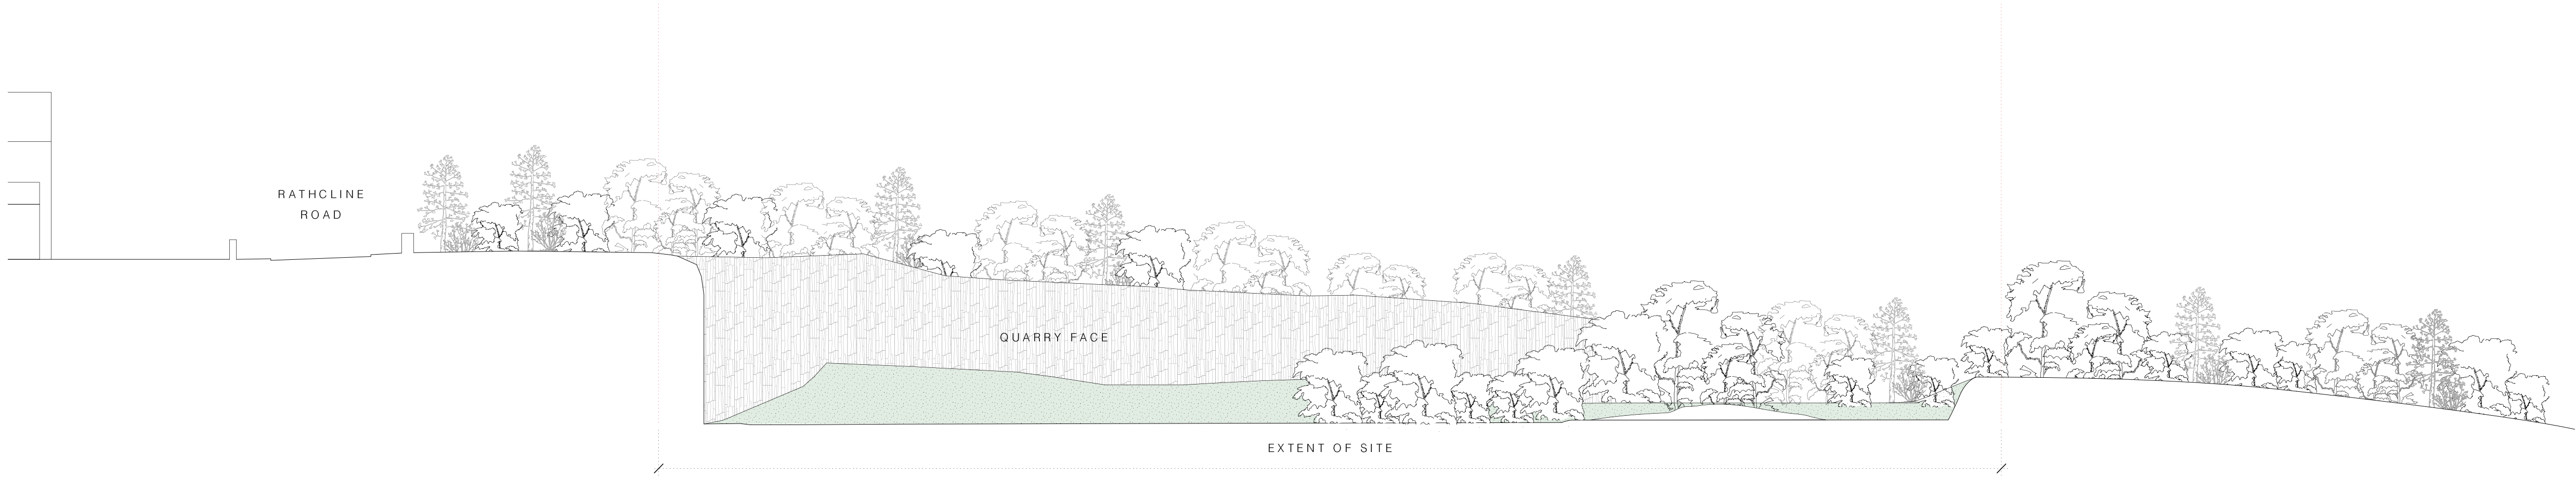 RATHCLINE
ROAD
QUARRY FACE
EXTENT OF SITE